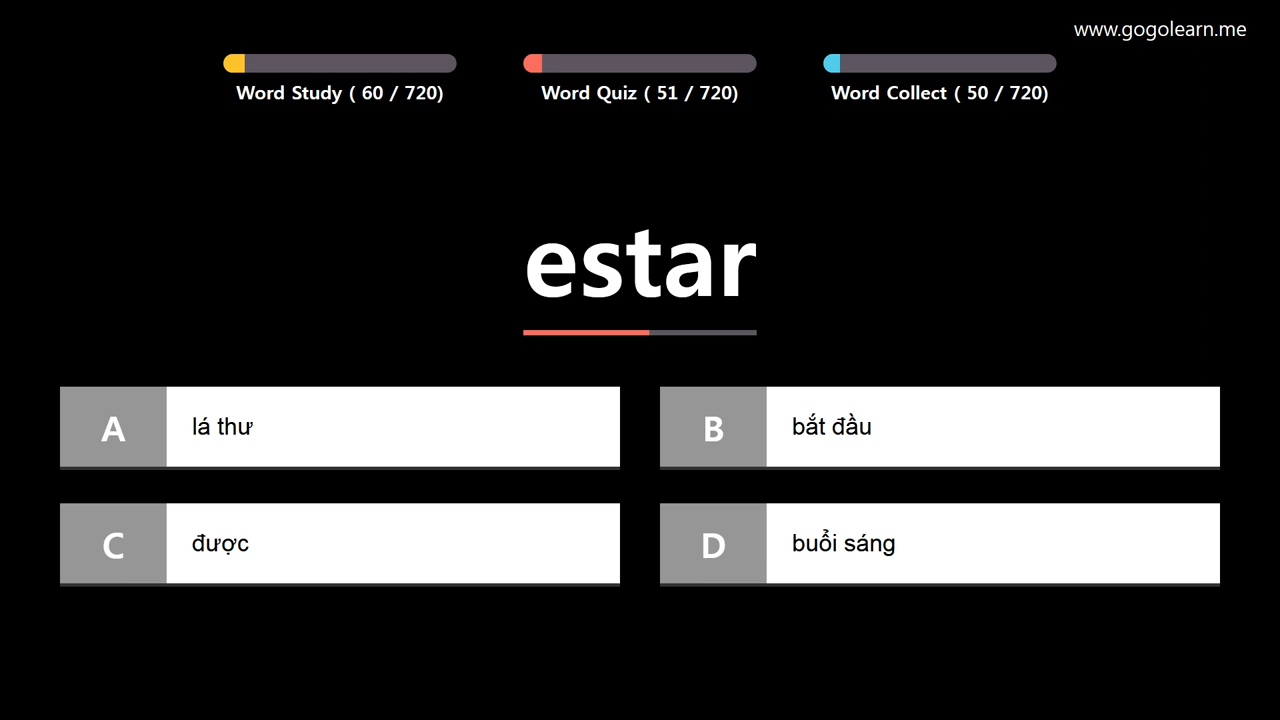 www.gogolearn.me
Word Study ( 60 / 720)
Word Quiz ( 51 / 720)
Word Collect ( 50 / 720)
estar
A lá thư
B bắt đầu
C được
D buổi sáng